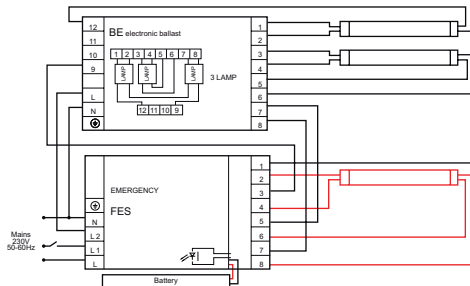 BE electronic ballast
12
11
10
9
L
N
1 2 3 4 5 6 7 8
LAMP
LAMP
LAMP
3 LAMP
12 11 10 9
1
2
3
4
5
6
7
8
EMERGENCY
FES
N
L 2
L 1
L
1
2
3
4
5
6
7
8
Mains
230V
50-60Hz
Battery